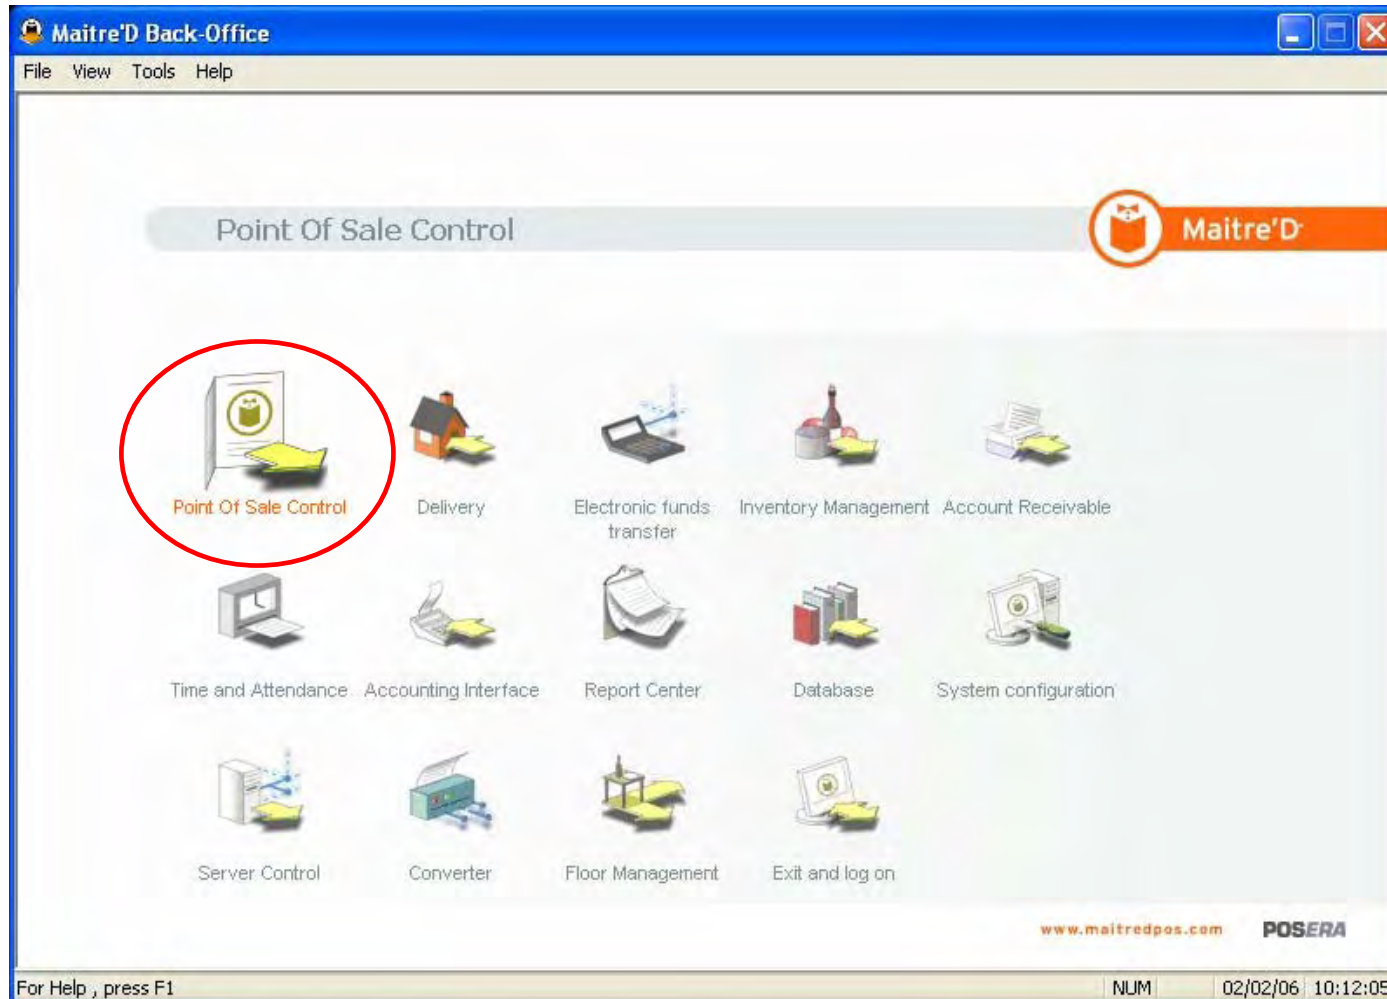 Maitre'D Back-Office
File View Tools Help
Point Of Sale Control
Maitre'D
Point Of Sale Control
Delivery
Electronic funds
transfer
Inventory Management
Account Receivable
Time and Attendance
Accounting Interface
Report Center
Database
System configuration
Server Control
Converter
Floor Management
Exit and log on
www.maitredpos.com
POSERA
For Help , press F1
NUM
02/02/06
10:12:05